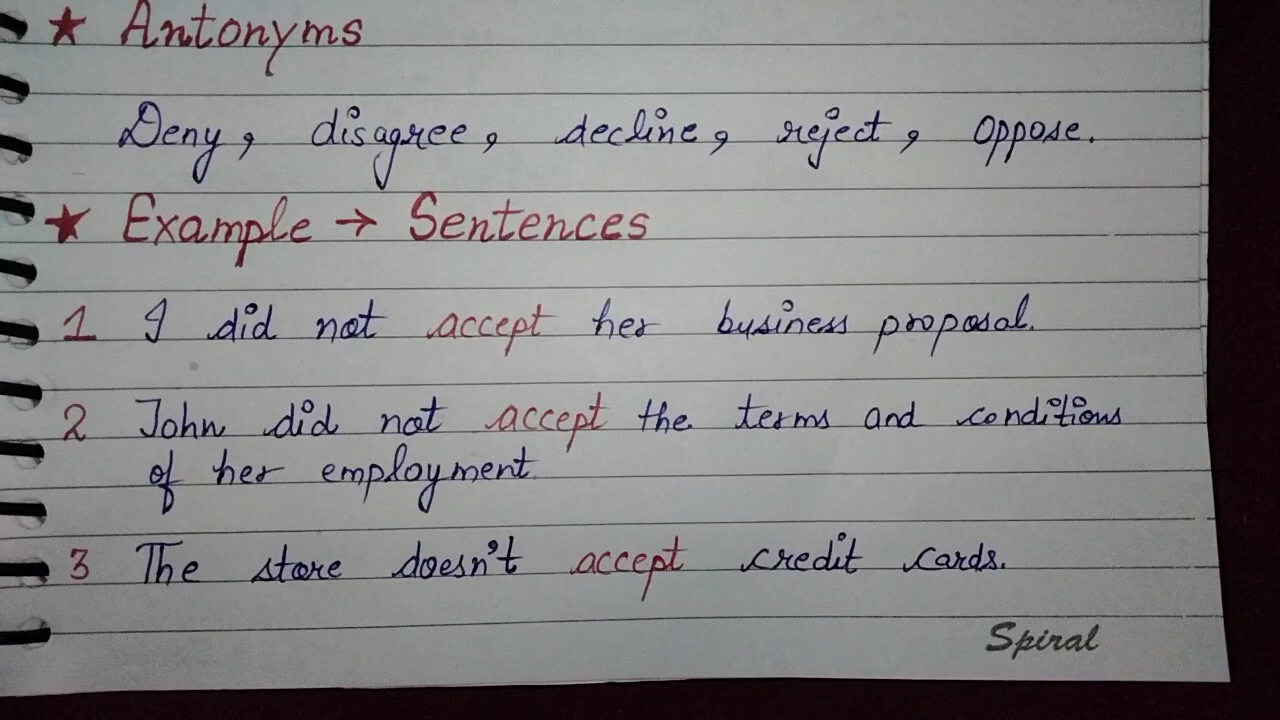 ★ Antonyms
Deny, disagree, decline, reject, oppose.
★ Example → Sentences
1 I did not accept her business proposal.
2 John did not accept the terms and conditions
of her employment.
3 The store doesn't accept credit cards.
Spiral